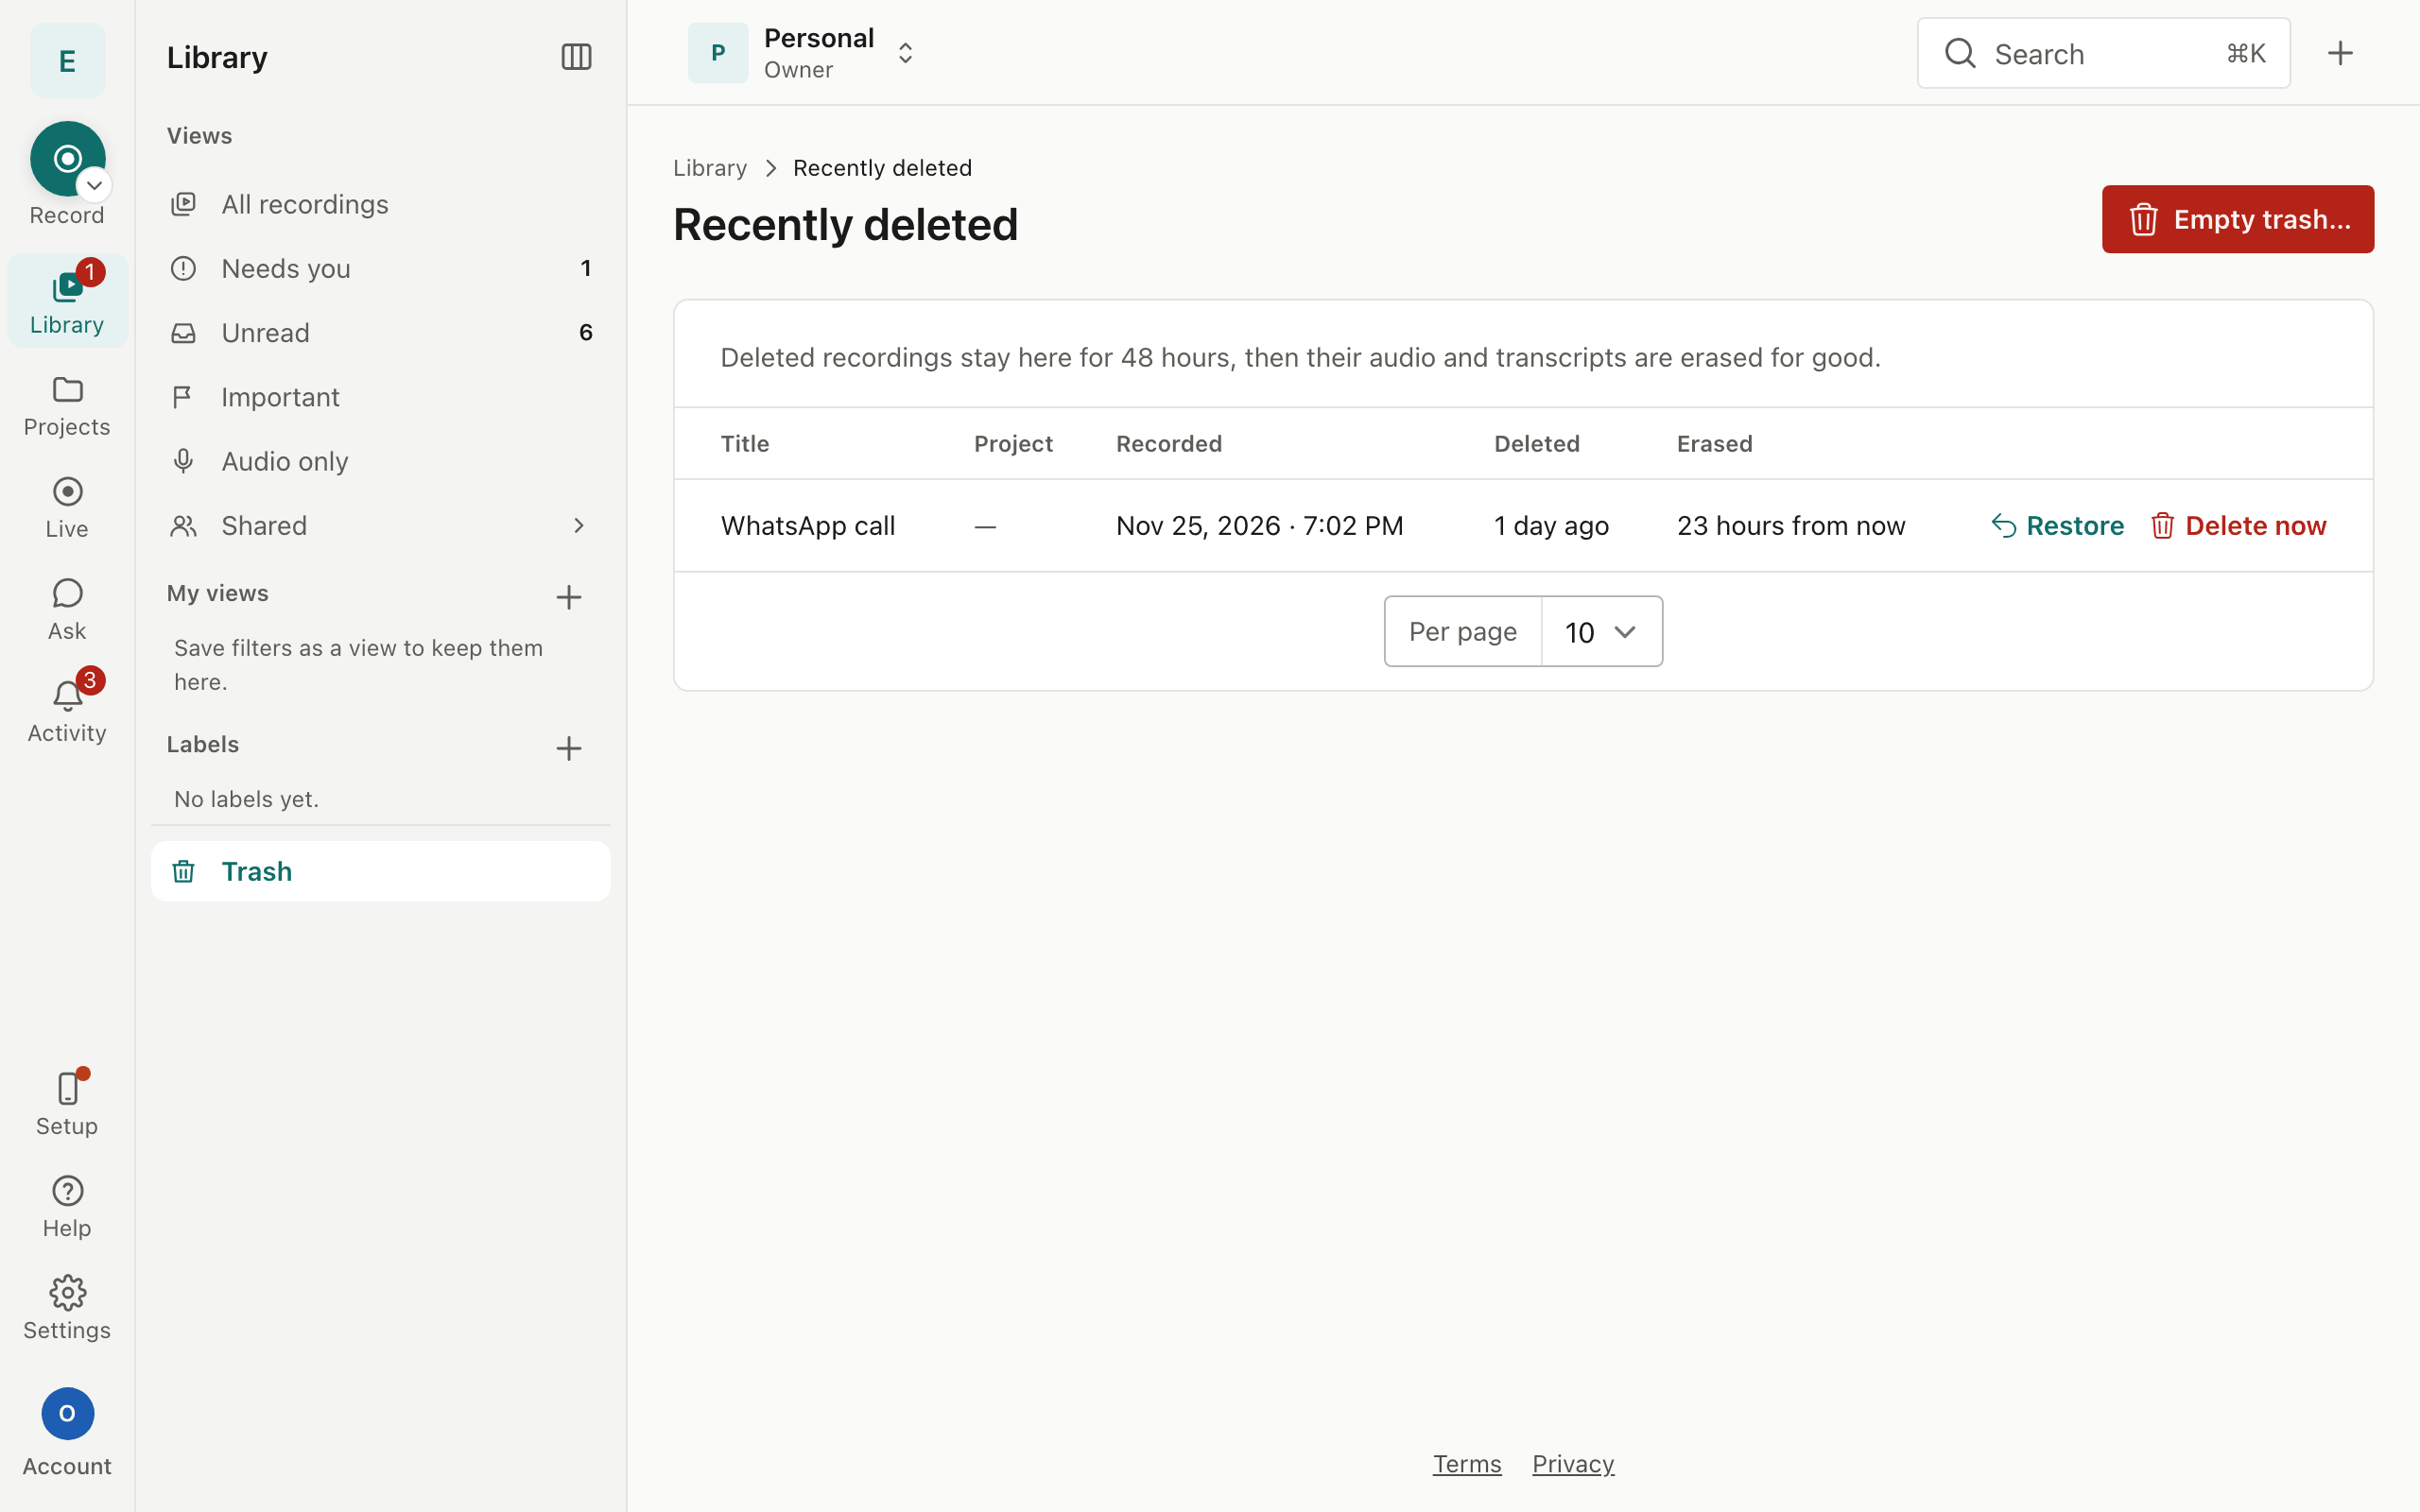 E
Record
1
Library
Projects
Live
Ask
3
Activity
Setup
Help
Settings
O
Account
Library
Views
All recordings
Needs you 1
Unread 6
Important
Audio only
Shared
My views
Save filters as a view to keep them
here.
Labels
No labels yet.
Trash
P
Personal
Owner
Search ⌘K
Library > Recently deleted
Recently deleted
Empty trash...
Deleted recordings stay here for 48 hours, then their audio and transcripts are erased for good.
Title Project Recorded Deleted Erased
WhatsApp call — Nov 25, 2026 · 7:02 PM 1 day ago 23 hours from now Restore Delete now
Per page 10
Terms Privacy